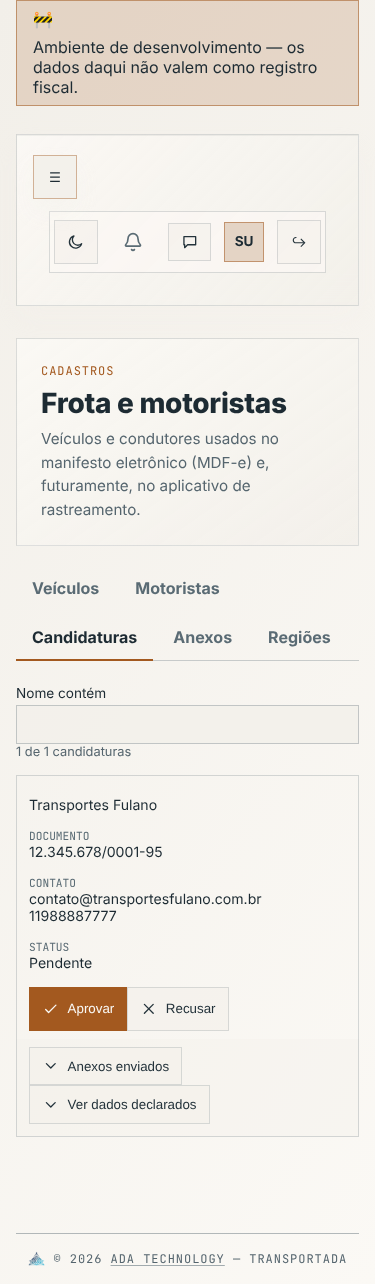 Ambiente de desenvolvimento — os
dados daqui não valem como registro
fiscal.
SU
CADASTROS
Frota e motoristas
Veículos e condutores usados no
manifesto eletrônico (MDF-e) e,
futuramente, no aplicativo de
rastreamento.
Veículos Motoristas
Candidaturas Anexos Regiões
Nome contém
1 de 1 candidaturas
Transportes Fulano
DOCUMENTO
12.345.678/0001-95
CONTATO
contato@transportesfulano.com.br
11988887777
STATUS
Pendente
Aprovar Recusar
Anexos enviados
Ver dados declarados
© 2026 ADA TECHNOLOGY — TRANSPORTADA